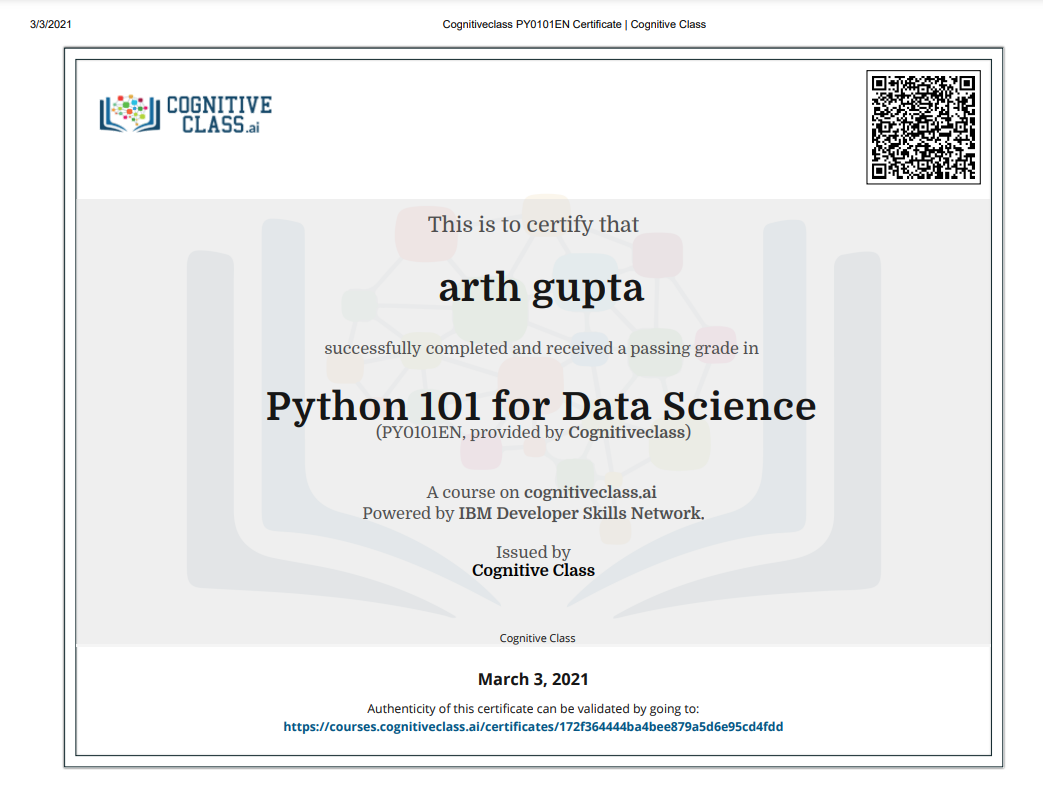 3/3/2021
Cognitiveclass PY0101EN Certificate | Cognitive Class
COGNITIVE
CLASS.ai
This is to certify that
arth gupta
successfully completed and received a passing grade in
Python 101 for Data Science
(PY0101EN, provided by Cognitiveclass)
A course on cognitiveclass.ai
Powered by IBM Developer Skills Network.
Issued by
Cognitive Class
Cognitive Class
March 3, 2021
Authenticity of this certificate can be validated by going to:
https://courses.cognitiveclass.ai/certificates/172f364444ba4bee879a5d6e95cd4fdd